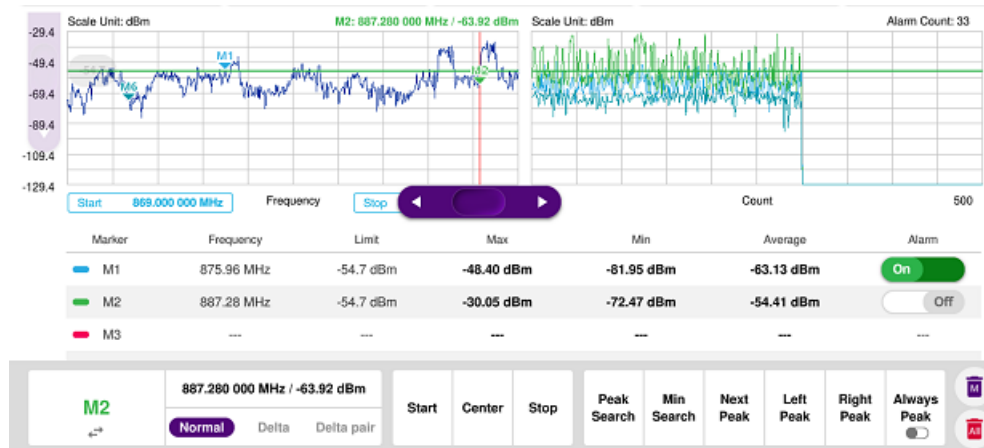 Scale Unit: dBm
M2: 887.280 000 MHz / -63.92 dBm
Scale Unit: dBm
Alarm Count: 33
-29.4
-49.4
-69.4
-89.4
-109.4
-129.4
M1
M6
M2
Start 869.000 000 MHz
Frequency
Stop
Count
500
Marker Frequency Limit Max Min Average Alarm
M1 875.96 MHz -54.7 dBm -48.40 dBm -81.95 dBm -63.13 dBm On
M2 887.28 MHz -54.7 dBm -30.05 dBm -72.47 dBm -54.41 dBm Off
M3 --- --- --- --- --- ---
M2
887.280 000 MHz / -63.92 dBm
Normal Delta Delta pair
Start
Center
Stop
Peak
Search
Min
Search
Next
Peak
Left
Peak
Right
Peak
Always
Peak
M
All